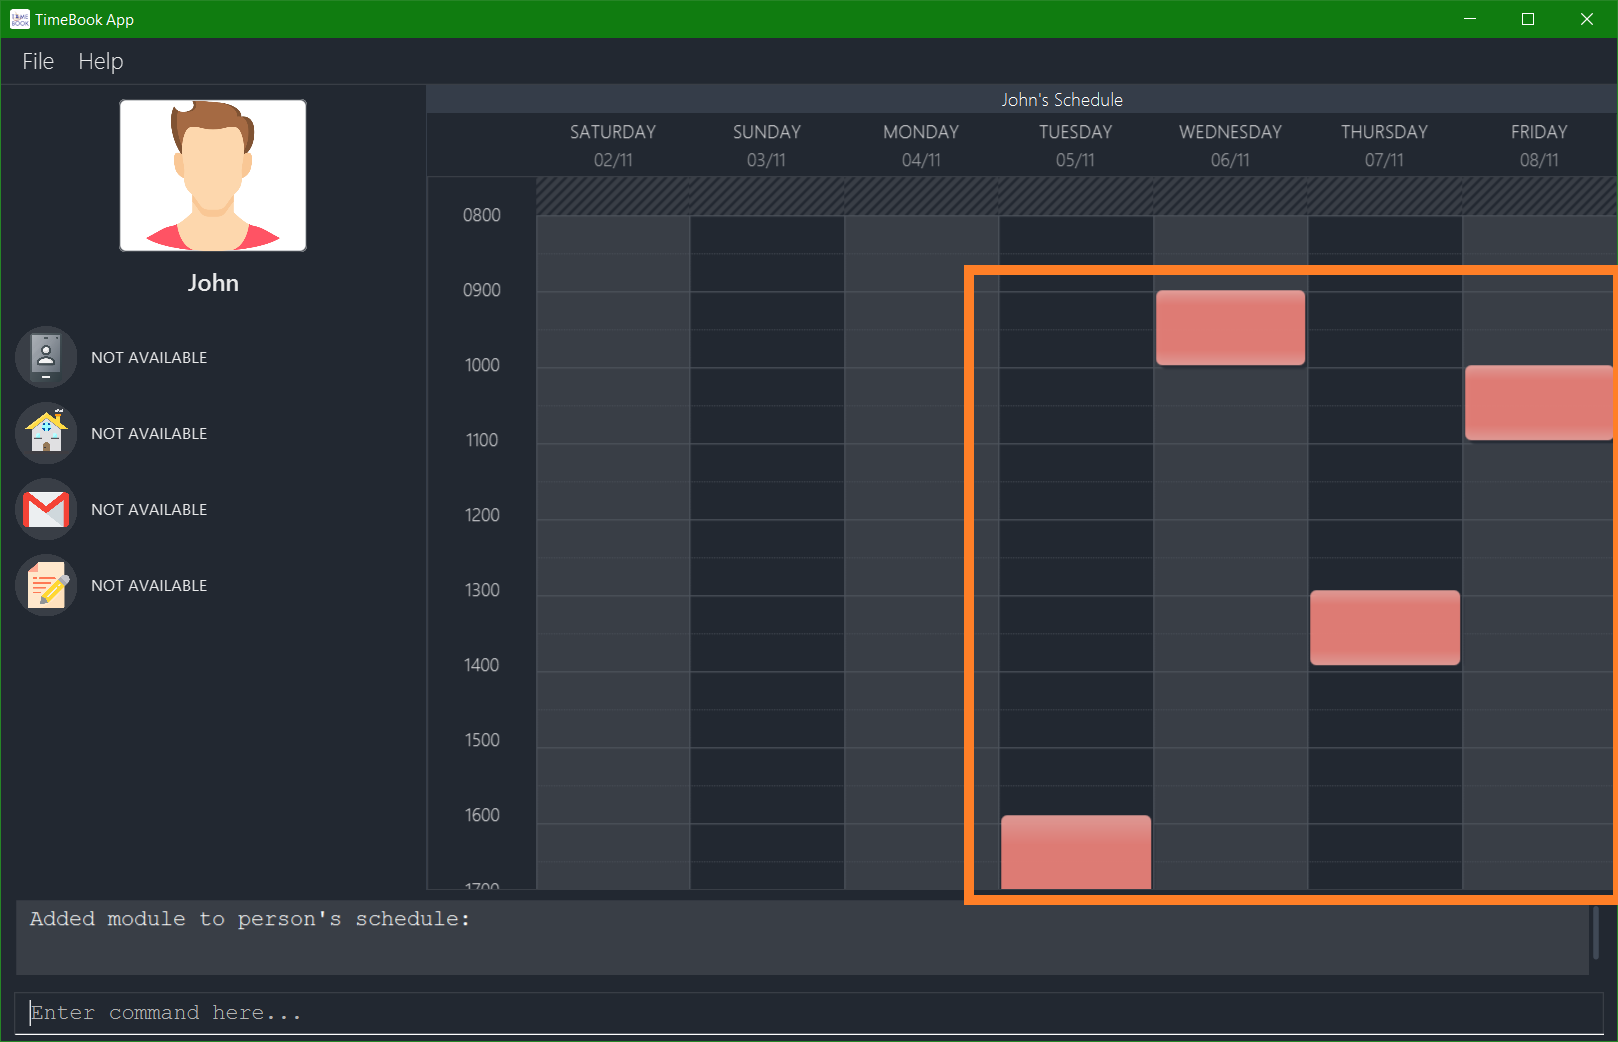 TimeBook App
File Help
John's Schedule
SATURDAY SUNDAY MONDAY TUESDAY WEDNESDAY THURSDAY FRIDAY
02/11 03/11 04/11 05/11 06/11 07/11 08/11
John
NOT AVAILABLE
NOT AVAILABLE
NOT AVAILABLE
NOT AVAILABLE
0800
0900
1000
1100
1200
1300
1400
1500
1600
1700
Added module to person's schedule:
Enter command here...